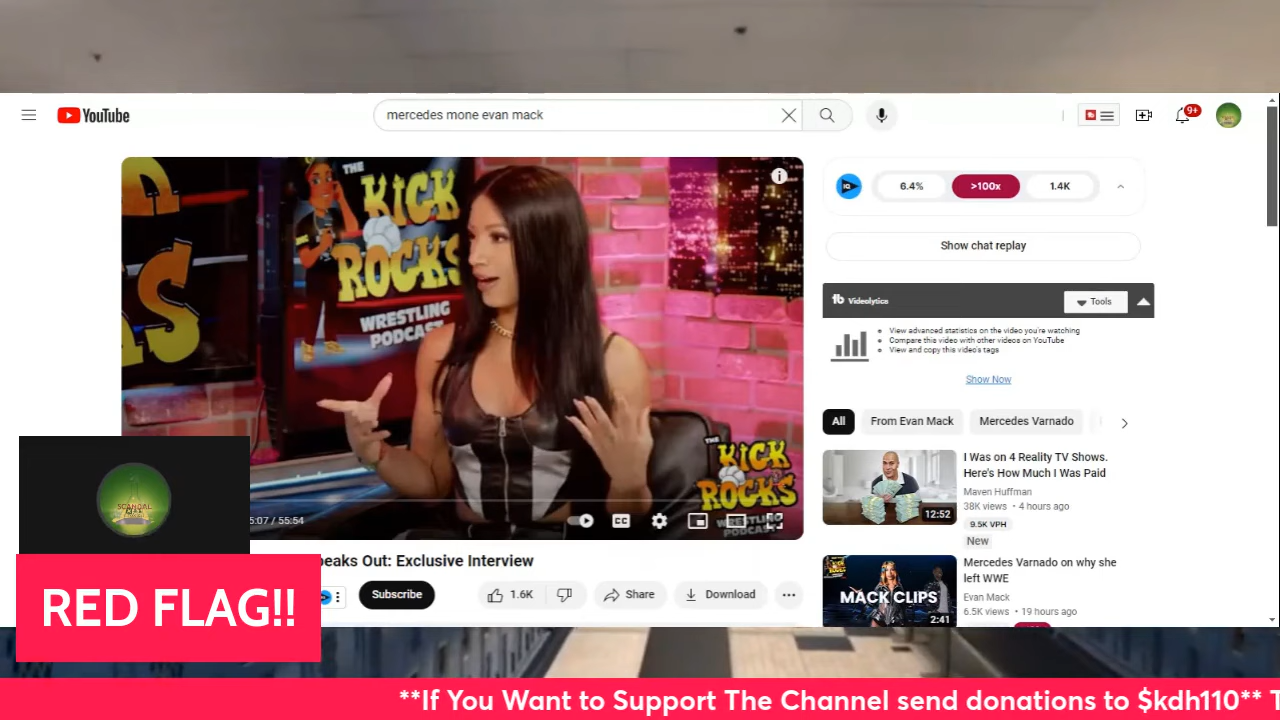 YouTube
mercedes mone evan mack
9+
THE
KICK
ROCKS
WRESTLING
PODCAST
THE
KICK
ROCKS
WRESTLING PODCAST
5:07 / 55:54
CC
IQ
6.4%
>100x
1.4K
Show chat replay
tb Videolytics
Tools
View advanced statistics on the video you're watching
Compare this video with other videos on YouTube
View and copy this video's tags
Show Now
All
From Evan Mack
Mercedes Varnado
I Was on 4 Reality TV Shows.
Here's How Much I Was Paid
Maven Huffman
38K views • 4 hours ago
9.5K VPH
New
12:52
Mercedes Varnado on why she
left WWE
Evan Mack
6.5K views • 19 hours ago
MACK CLIPS
2:41
SCANDAL
peaks Out: Exclusive Interview
Subscribe
1.6K
Share
Download
RED FLAG!!
**If You Want to Support The Channel send donations to $kdh110** T